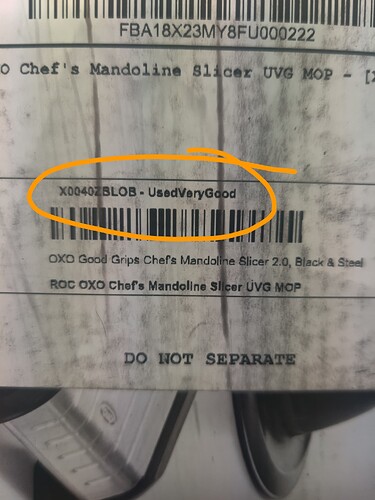 FBA18X23MY8FU000222
O Chef's Mandoline Slicer UVG MOP - [
X0040ZBLOB - UsedVeryGood
OXO Good Grips Chef's Mandoline Slicer 2.0, Black & Steel
ROC OXO Chef's Mandoline Slicer UVG MOP
DO NOT SEPARATE